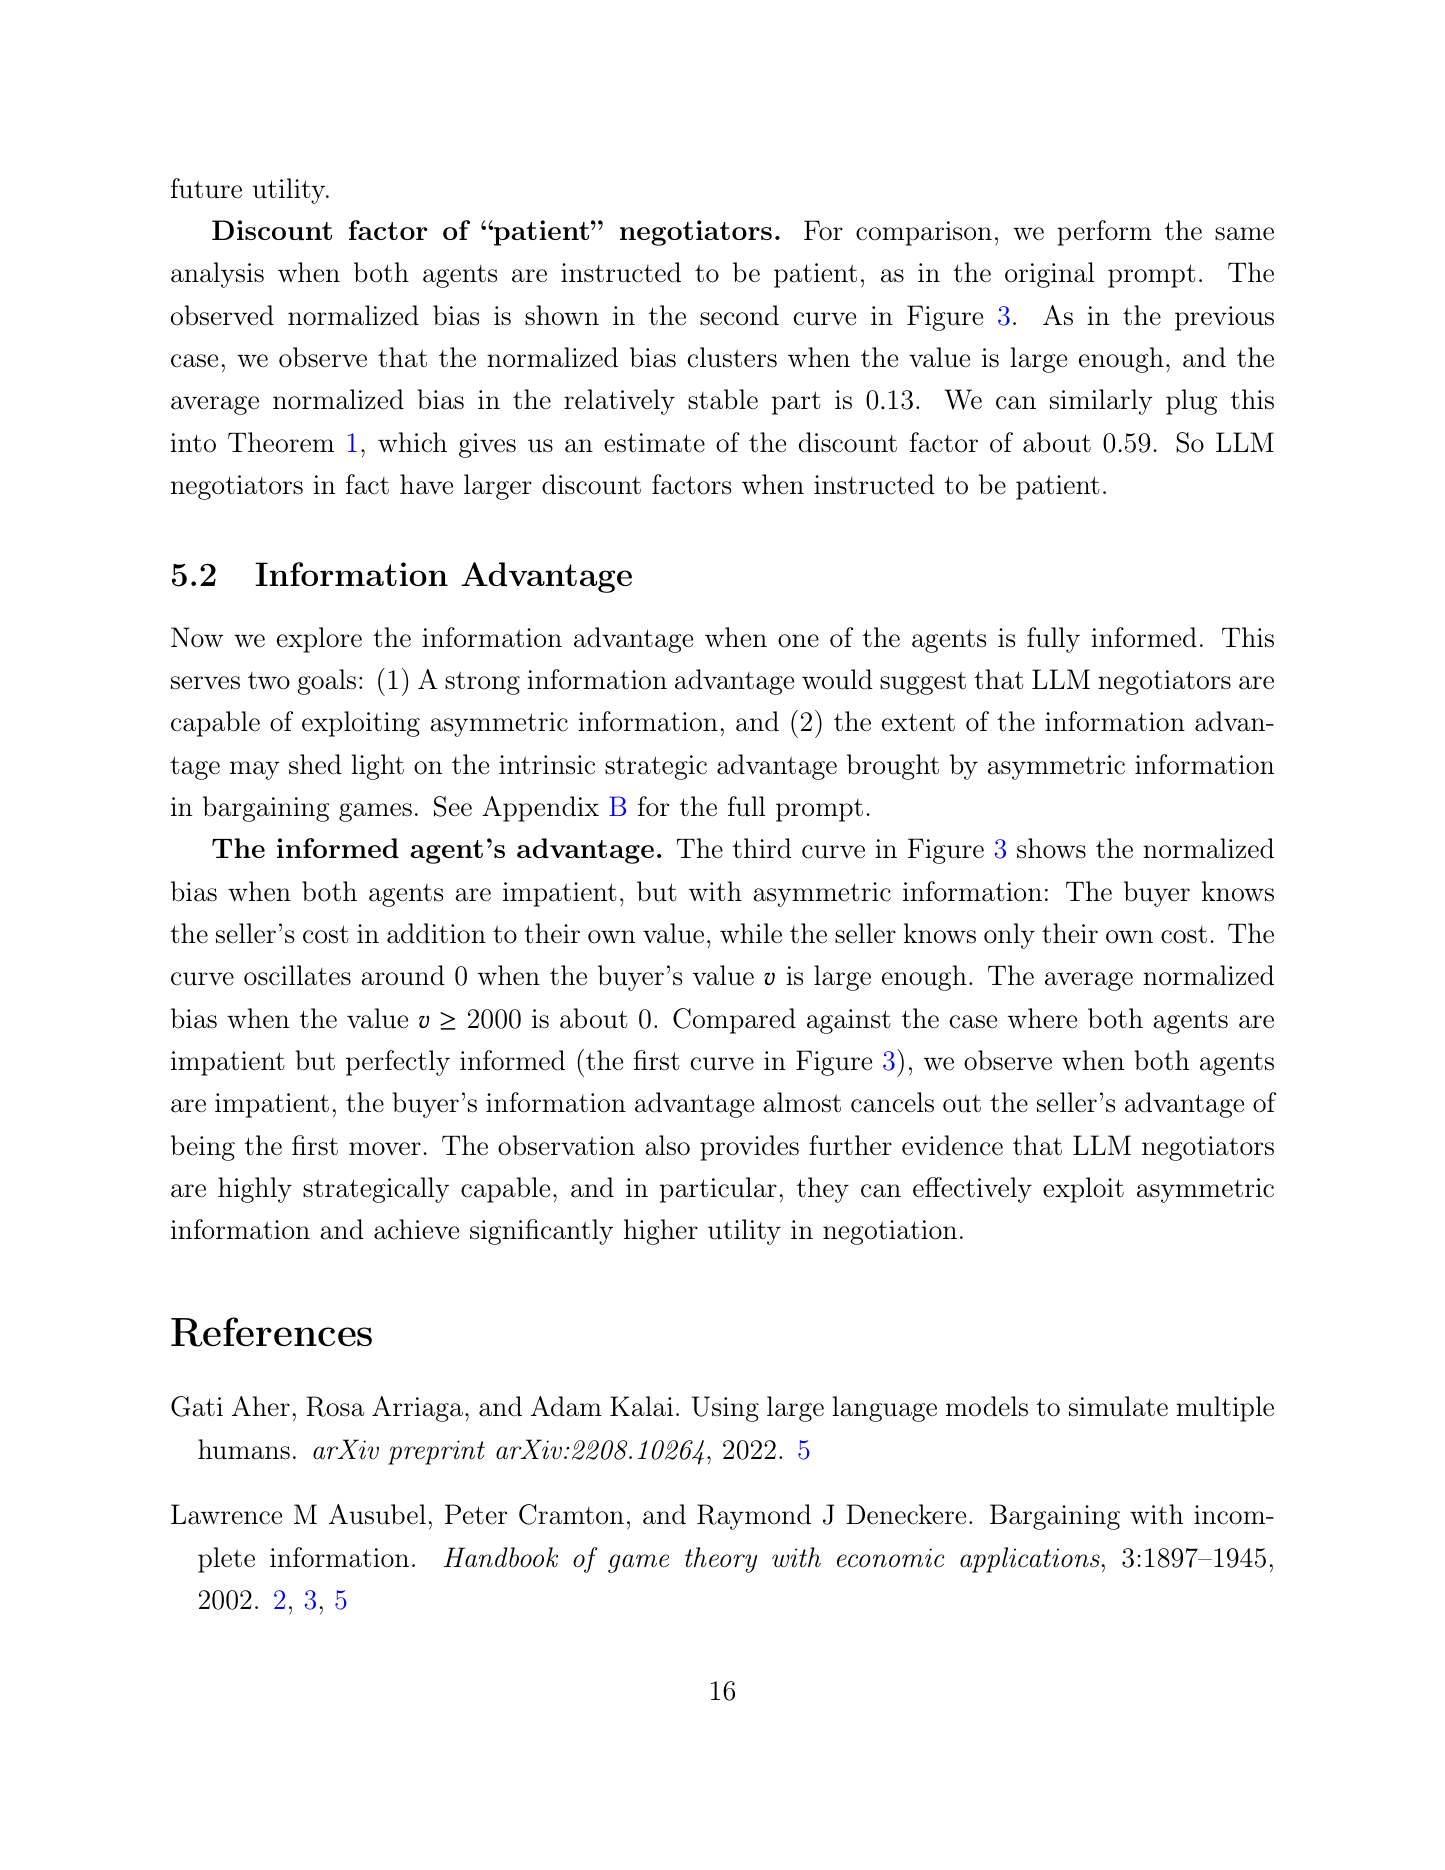 future utility.
Discount factor of “patient” negotiators. For comparison, we perform the same
analysis when both agents are instructed to be patient, as in the original prompt. The
observed normalized bias is shown in the second curve in Figure 3. As in the previous
case, we observe that the normalized bias clusters when the value is large enough, and the
average normalized bias in the relatively stable part is 0.13. We can similarly plug this
into Theorem 1, which gives us an estimate of the discount factor of about 0.59. So LLM
negotiators in fact have larger discount factors when instructed to be patient.
5.2 Information Advantage
Now we explore the information advantage when one of the agents is fully informed. This
serves two goals: (1) A strong information advantage would suggest that LLM negotiators are
capable of exploiting asymmetric information, and (2) the extent of the information advan-
tage may shed light on the intrinsic strategic advantage brought by asymmetric information
in bargaining games. See Appendix B for the full prompt.
The informed agent’s advantage. The third curve in Figure 3 shows the normalized
bias when both agents are impatient, but with asymmetric information: The buyer knows
the seller’s cost in addition to their own value, while the seller knows only their own cost. The
curve oscillates around 0 when the buyer’s value v is large enough. The average normalized
bias when the value v ≥ 2000 is about 0. Compared against the case where both agents are
impatient but perfectly informed (the first curve in Figure 3), we observe when both agents
are impatient, the buyer’s information advantage almost cancels out the seller’s advantage of
being the first mover. The observation also provides further evidence that LLM negotiators
are highly strategically capable, and in particular, they can effectively exploit asymmetric
information and achieve significantly higher utility in negotiation.
References
Gati Aher, Rosa Arriaga, and Adam Kalai. Using large language models to simulate multiple
humans. arXiv preprint arXiv:2208.10264, 2022. 5
Lawrence M Ausubel, Peter Cramton, and Raymond J Deneckere. Bargaining with incom-
plete information. Handbook of game theory with economic applications, 3:1897–1945,
2002. 2, 3, 5
16